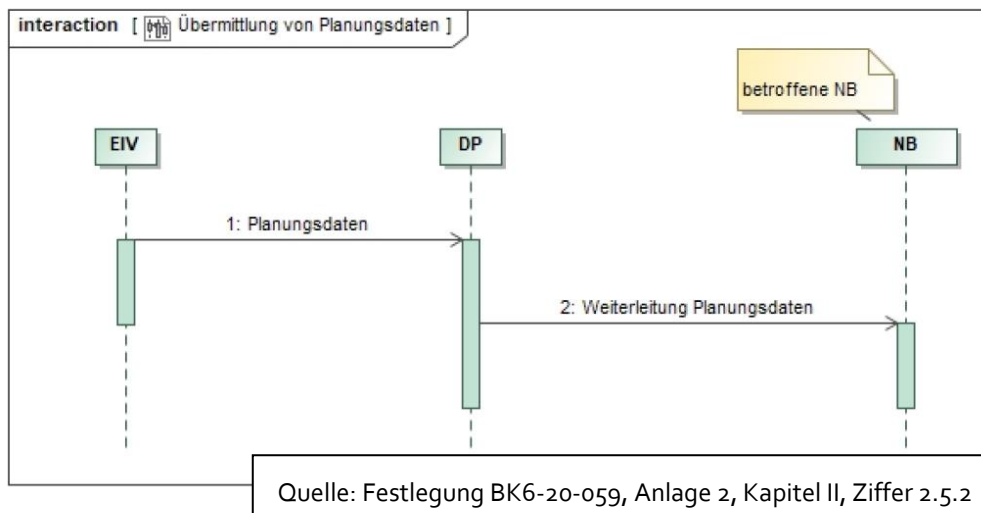 interaction [ Übermittlung von Planungsdaten ]
betroffene NB
EIV
DP
NB
1: Planungsdaten
2: Weiterleitung Planungsdaten
Quelle: Festlegung BK6-20-059, Anlage 2, Kapitel II, Ziffer 2.5.2